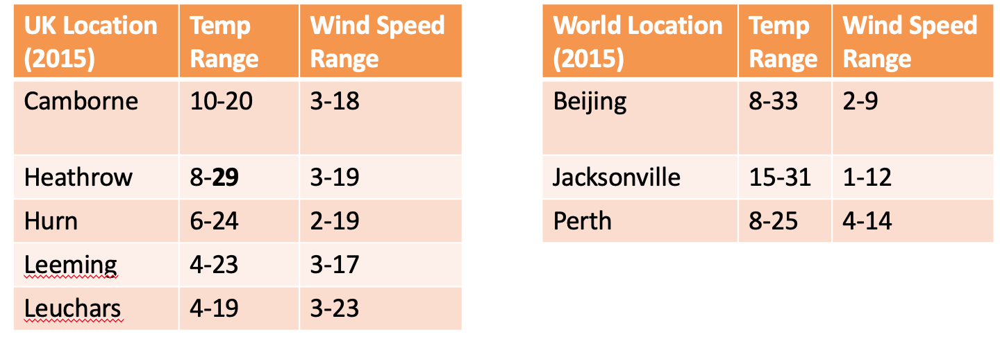 UK Location (2015) Temp Range Wind Speed Range
Camborne 10-20 3-18
Heathrow 8-29 3-19
Hurn 6-24 2-19
Leeming 4-23 3-17
Leuchars 4-19 3-23
World Location (2015) Temp Range Wind Speed Range
Beijing 8-33 2-9
Jacksonville 15-31 1-12
Perth 8-25 4-14